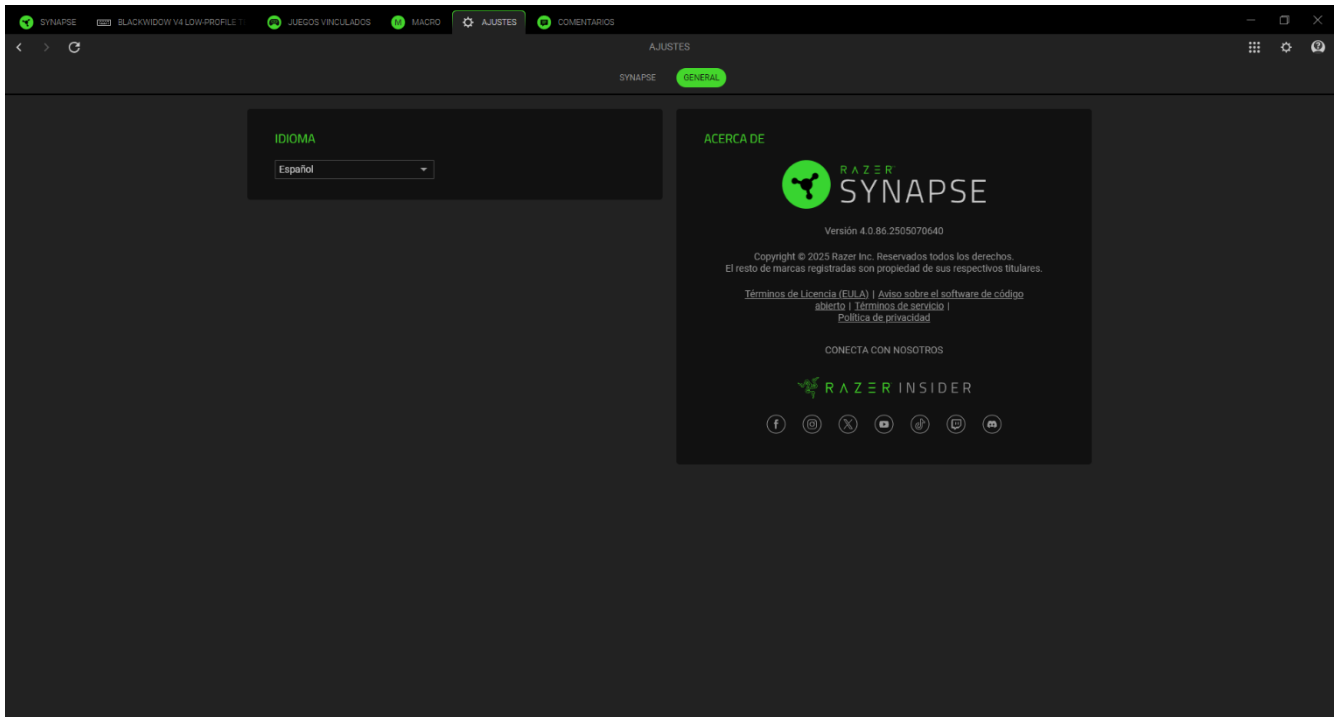 SYNAPSE BLACKWIDOW V4 LOW-PROFILE JUEGOS VINCULADOS M MACRO AJUSTES COMENTARIOS
AJUSTES
SYNAPSE GENERAL
IDIOMA
Español
ACERCA DE
RAZER
SYNAPSE
Versión 4.0.86.2505070640
Copyright © 2025 Razer Inc. Reservados todos los derechos.
El resto de marcas registradas son propiedad de sus respectivos titulares.
Términos de Licencia (EULA) | Aviso sobre el software de código
abierto | Términos de servicio |
Política de privacidad
CONECTA CON NOSOTROS
RAZER INSIDER